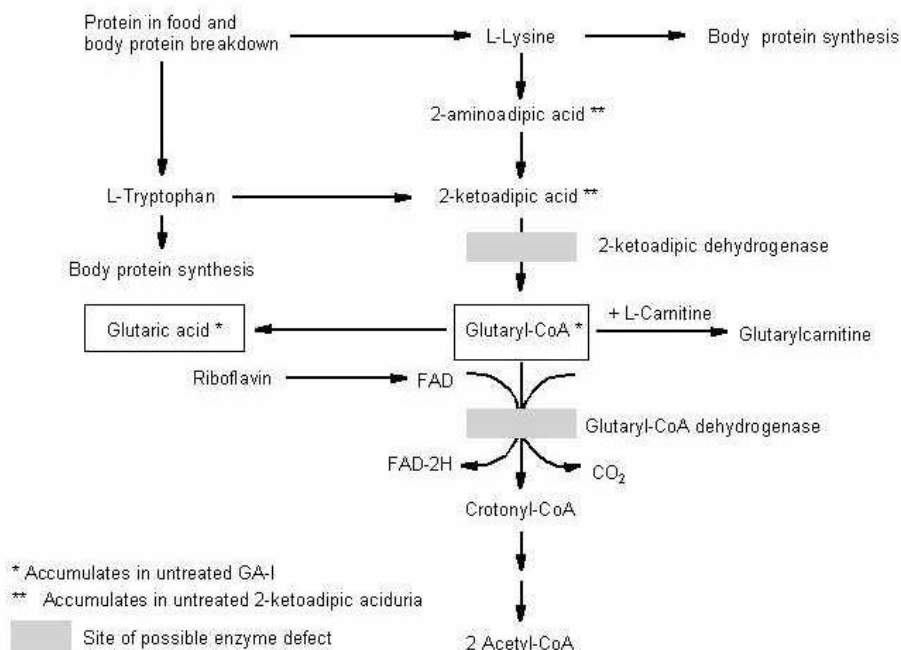 Protein in food and
body protein breakdown
L-Lysine
Body protein synthesis
2-aminoadipic acid **
L-Tryptophan
2-ketoadipic acid **
2-ketoadipic dehydrogenase
Body protein synthesis
Glutaric acid *
Glutaryl-CoA *
+ L-Carnitine
Glutarylcarnitine
Riboflavin
FAD
Glutaryl-CoA dehydrogenase
FAD-2H
CO₂
Crotonyl-CoA
* Accumulates in untreated GA-I
** Accumulates in untreated 2-ketoadipic aciduria
Site of possible enzyme defect
2 Acetyl-CoA